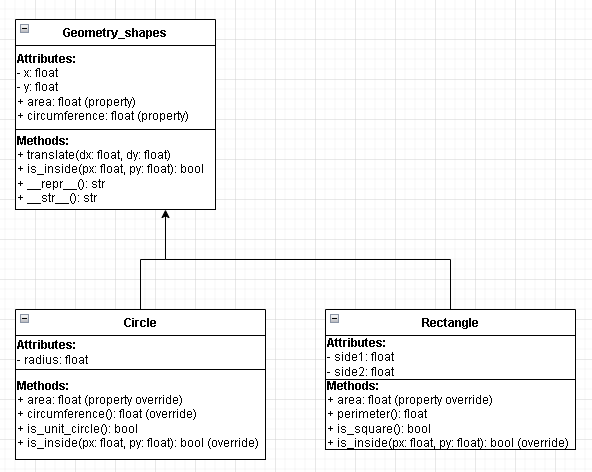 Geometry_shapes
Attributes:
- x: float
- y: float
+ area: float (property)
+ circumference: float (property)
Methods:
+ translate(dx: float, dy: float)
+ is_inside(px: float, py: float): bool
+ __repr__(): str
+ __str__(): str
Circle
Attributes:
- radius: float
Methods:
+ area: float (property override)
+ circumference(): float (override)
+ is_unit_circle(): bool
+ is_inside(px: float, py: float): bool (override)
Rectangle
Attributes:
- side1: float
- side2: float
Methods:
+ area: float (property override)
+ perimeter(): float
+ is_square(): bool
+ is_inside(px: float, py: float): bool (override)